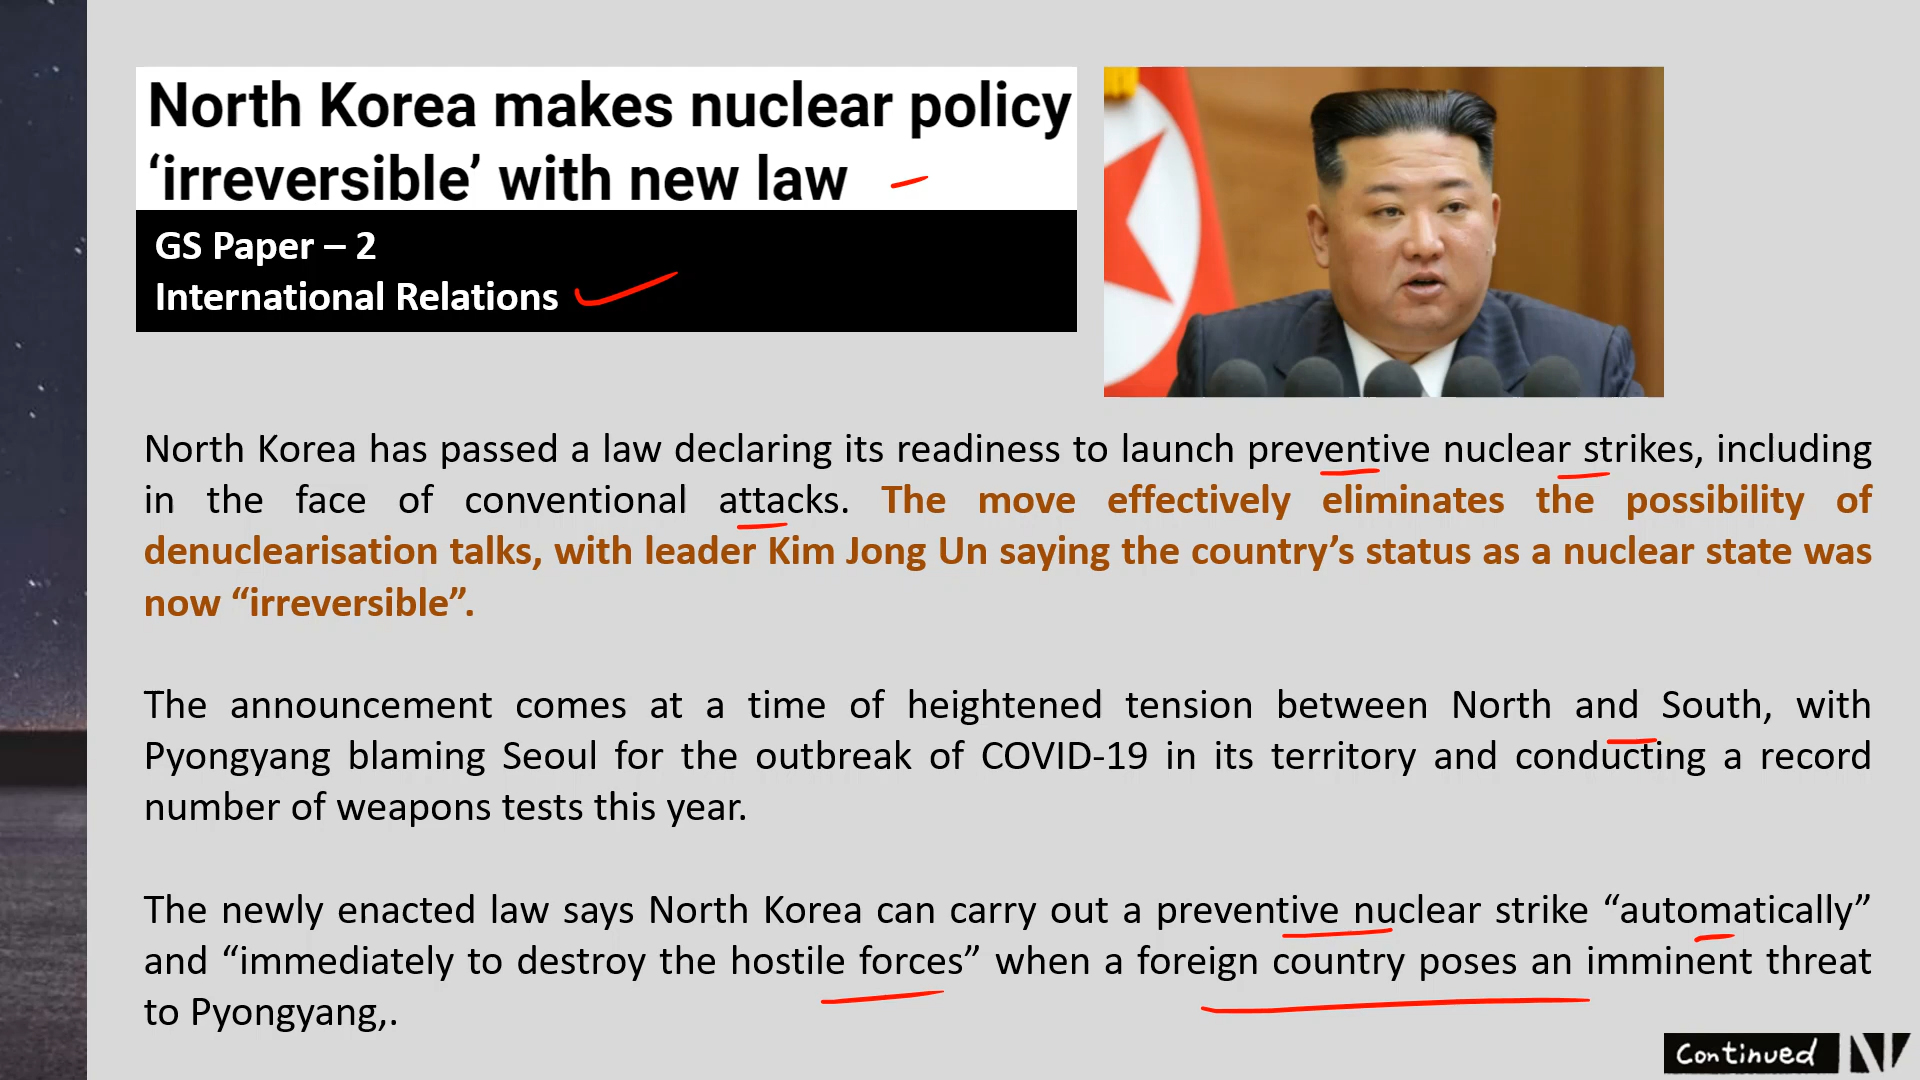 North Korea makes nuclear policy
‘irreversible’ with new law
GS Paper – 2
International Relations
North Korea has passed a law declaring its readiness to launch preventive nuclear strikes, including
in the face of conventional attacks. The move effectively eliminates the possibility of
denuclearisation talks, with leader Kim Jong Un saying the country’s status as a nuclear state was
now “irreversible”.
The announcement comes at a time of heightened tension between North and South, with
Pyongyang blaming Seoul for the outbreak of COVID-19 in its territory and conducting a record
number of weapons tests this year.
The newly enacted law says North Korea can carry out a preventive nuclear strike “automatically”
and “immediately to destroy the hostile forces” when a foreign country poses an imminent threat
to Pyongyang,.
Continued